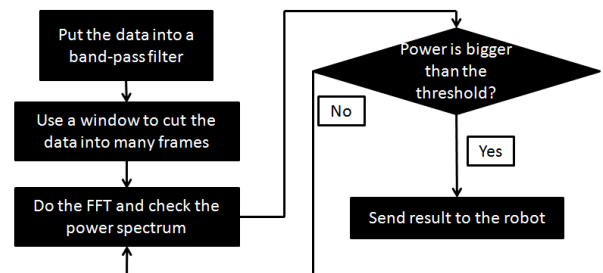 Put the data into a
band-pass filter
Use a window to cut the
data into many frames
Do the FFT and check the
power spectrum
Power is bigger
than the
threshold?
No
Yes
Send result to the robot